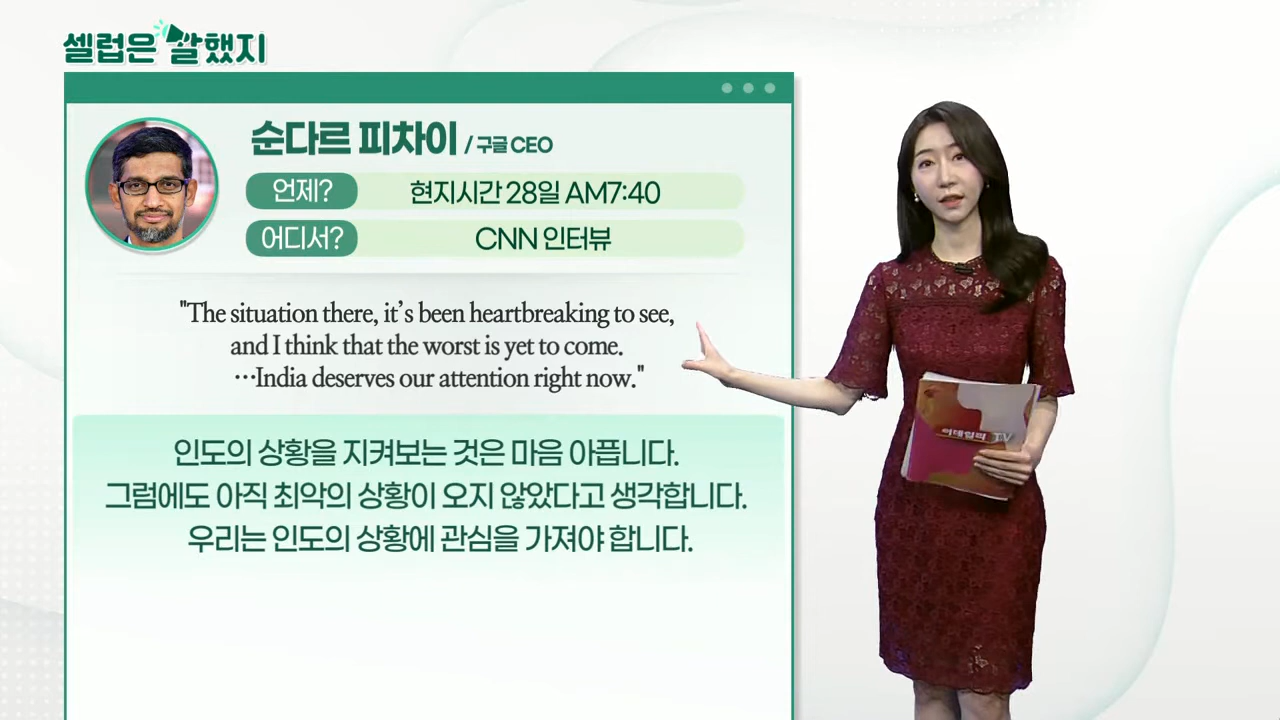 셀럽은 말했지
순다르 피차이 / 구글 CEO
언제? 현지시간 28일 AM7:40
어디서? CNN 인터뷰
"The situation there, it’s been heartbreaking to see,
and I think that the worst is yet to come.
…India deserves our attention right now."
인도의 상황을 지켜보는 것은 마음 아픕니다.
그럼에도 아직 최악의 상황이 오지 않았다고 생각합니다.
우리는 인도의 상황에 관심을 가져야 합니다.
이데일리 TV